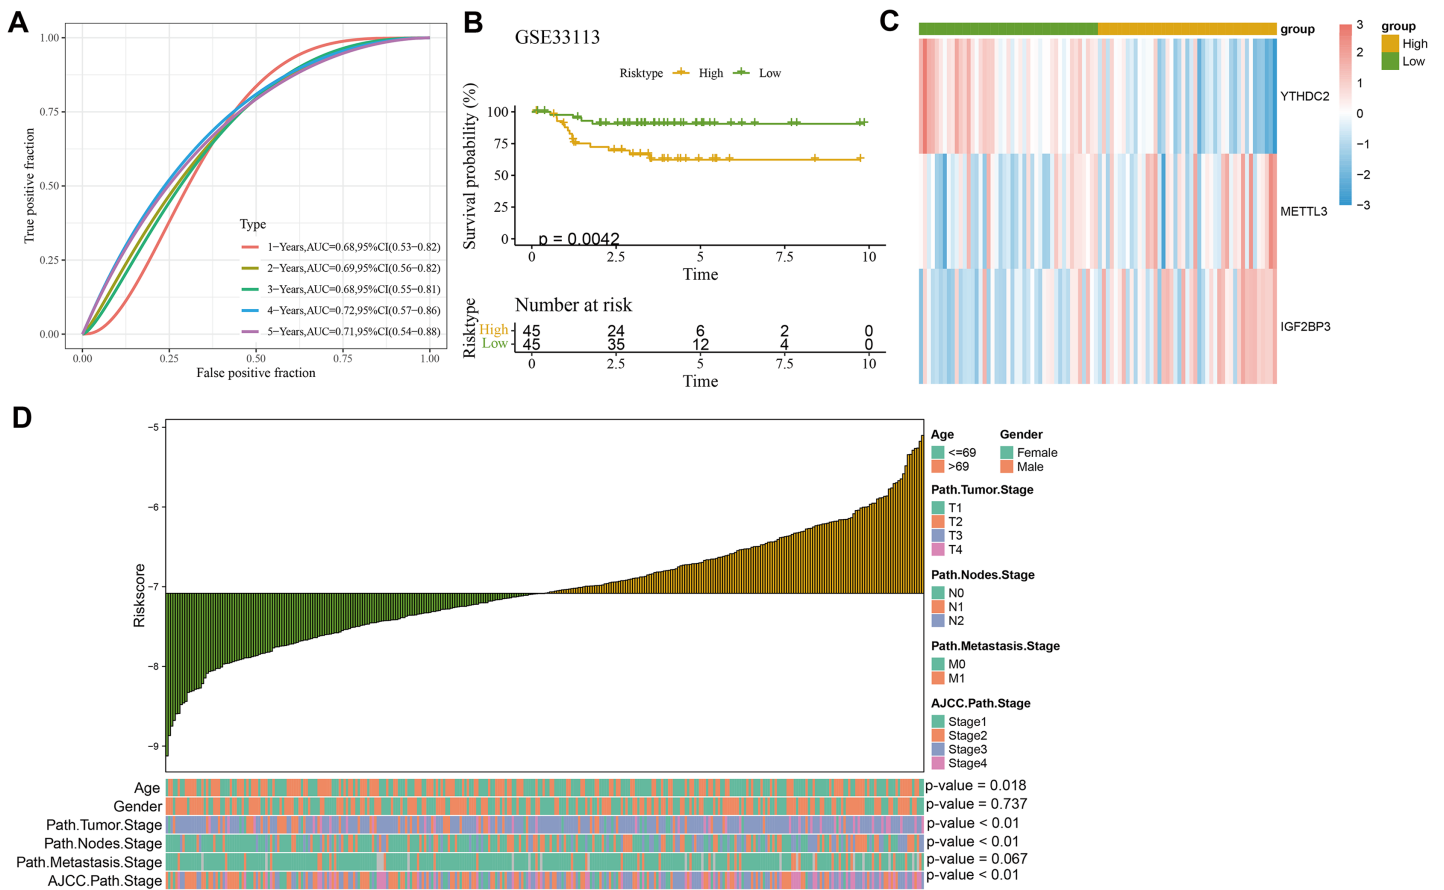 A
1.00
0.75
0.50
0.25
0.00
True positive fraction
Type
1−Years,AUC=0.68,95%CI(0.53−0.82)
2−Years,AUC=0.69,95%CI(0.56−0.82)
3−Years,AUC=0.68,95%CI(0.55−0.81)
4−Years,AUC=0.72,95%CI(0.57−0.86)
5−Years,AUC=0.71,95%CI(0.54−0.88)
0.00 0.25 0.50 0.75 1.00
False positive fraction
B
GSE33113
Risktype High Low
Survival probability (%)
100
75
50
25
0
p = 0.0042
0 2.5 5 7.5 10
Time
Number at risk
Risktype
High 45 24 6 2 0
Low 45 35 12 4 0
0 2.5 5 7.5 10
Time
C
group
YTHDC2
METTL3
IGF2BP3
3
2
1
0
−1
−2
−3
group
High
Low
D
Riskscore
−5
−6
−7
−8
−9
Age
<=69
>69
Gender
Female
Male
Path.Tumor.Stage
T1
T2
T3
T4
Path.Nodes.Stage
N0
N1
N2
Path.Metastasis.Stage
M0
M1
AJCC.Path.Stage
Stage1
Stage2
Stage3
Stage4
Age p-value = 0.018
Gender p-value = 0.737
Path.Tumor.Stage p-value < 0.01
Path.Nodes.Stage p-value < 0.01
Path.Metastasis.Stage p-value = 0.067
AJCC.Path.Stage p-value < 0.01